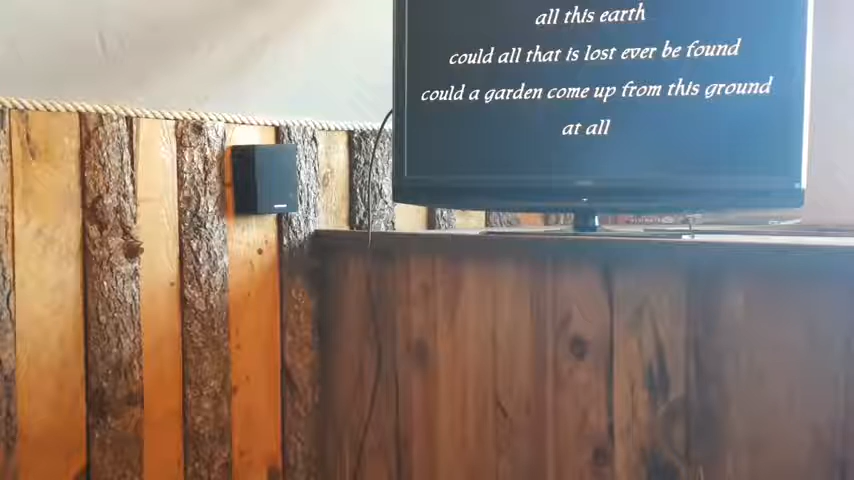 all this earth
could all that is lost ever be found
could a garden come up from this ground
at all